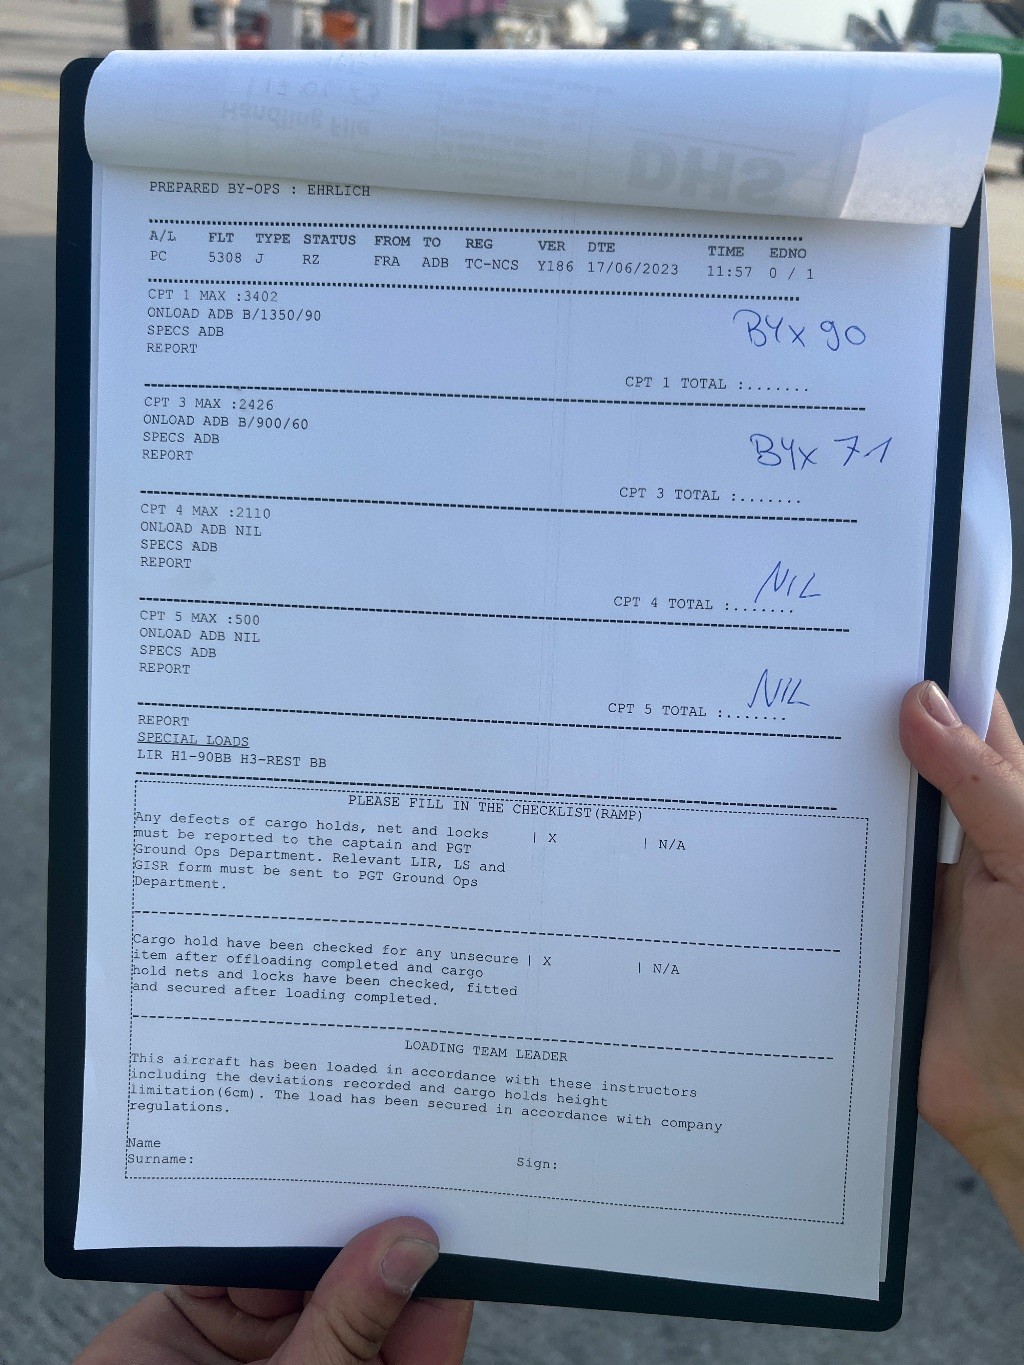 Handling File
DHS
PREPARED BY-OPS : EHRLICH
A/L FLT TYPE STATUS FROM TO REG VER DTE TIME EDNO
PC 5308 J RZ FRA ADB TC-NCS Y186 17/06/2023 11:57 0 / 1
CPT 1 MAX :3402
ONLOAD ADB B/1350/90
BYx 90
SPECS ADB
REPORT
CPT 1 TOTAL :.......
CPT 3 MAX :2426
ONLOAD ADB B/900/60
SPECS ADB
BYx 71
REPORT
CPT 3 TOTAL :.......
CPT 4 MAX :2110
ONLOAD ADB NIL
SPECS ADB
REPORT
NIL
CPT 4 TOTAL :.......
CPT 5 MAX :500
ONLOAD ADB NIL
SPECS ADB
REPORT
NIL
CPT 5 TOTAL :.......
REPORT
SPECIAL LOADS
LIR H1-90BB H3-REST BB
PLEASE FILL IN THE CHECKLIST(RAMP)
Any defects of cargo holds, net and locks | X | N/A
must be reported to the captain and PGT
Ground Ops Department. Relevant LIR, LS and
GISR form must be sent to PGT Ground Ops
Department.
Cargo hold have been checked for any unsecure | X | N/A
item after offloading completed and cargo
hold nets and locks have been checked, fitted
and secured after loading completed.
LOADING TEAM LEADER
This aircraft has been loaded in accordance with these instructors
including the deviations recorded and cargo holds height
limitation(6cm). The load has been secured in accordance with company
regulations.
Name
Surname: Sign: